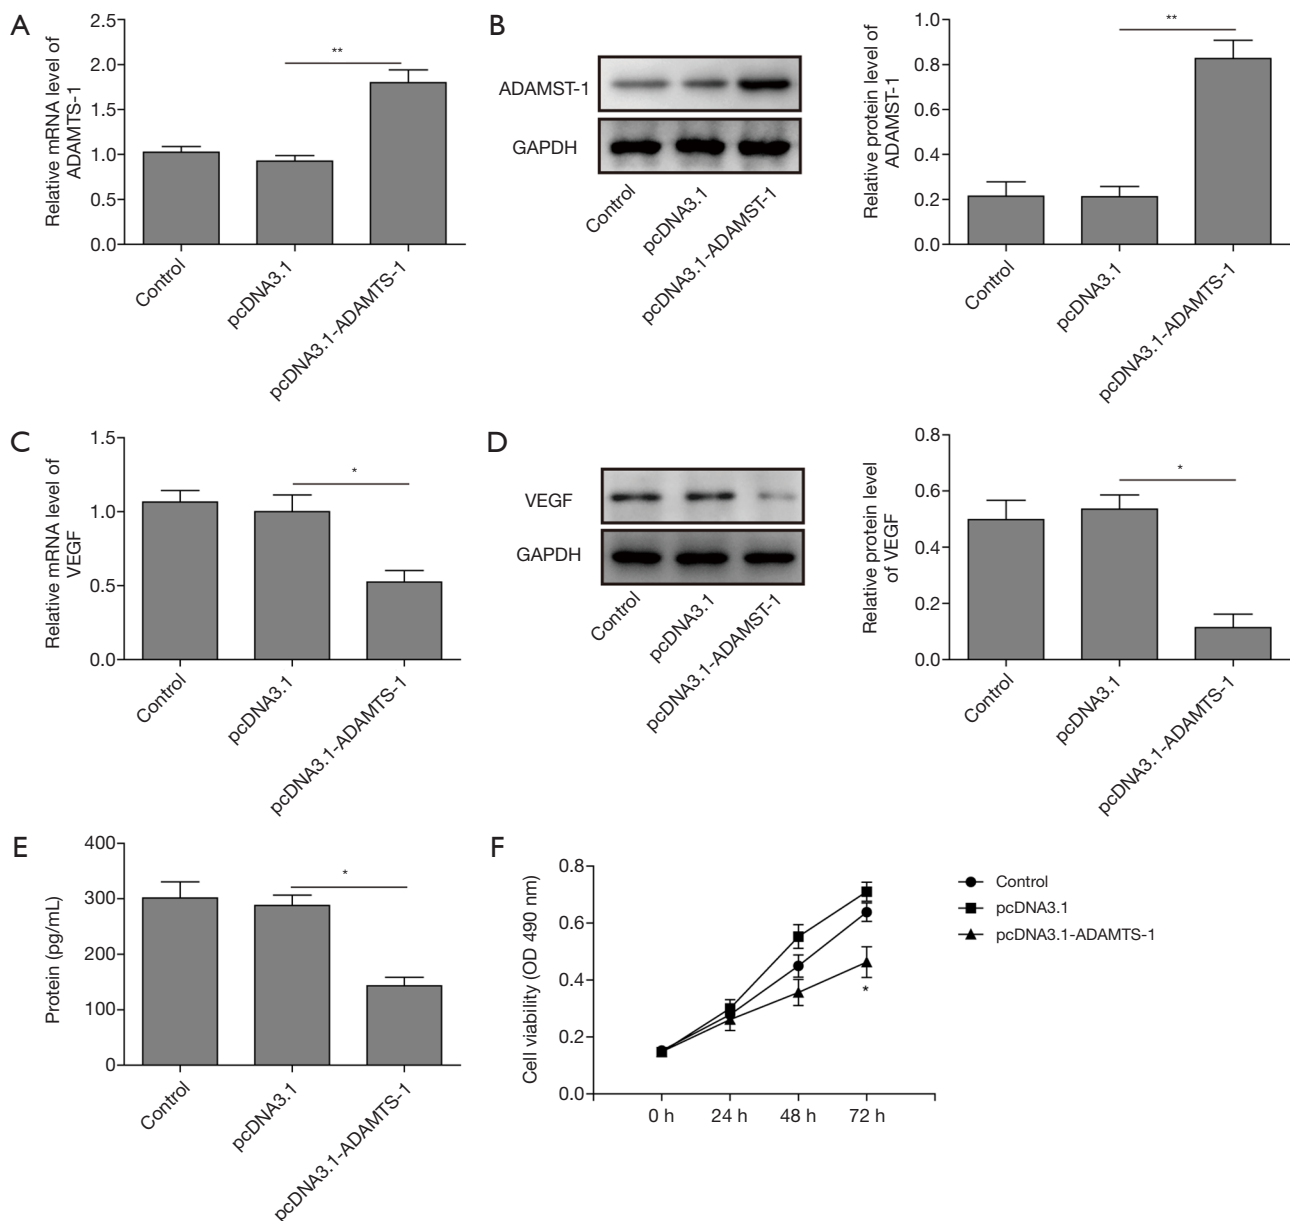 A
Relative mRNA level of
ADAMTS-1
2.5
2.0
1.5
1.0
0.5
0.0
**
Control
pcDNA3.1
pcDNA3.1-ADAMTS-1
B
ADAMST-1
GAPDH
Control
pcDNA3.1
pcDNA3.1-ADAMST-1
Relative protein level of
ADAMST-1
1.0
0.8
0.6
0.4
0.2
0.0
**
Control
pcDNA3.1
pcDNA3.1-ADAMTS-1
C
Relative mRNA level of
VEGF
1.5
1.0
0.5
0.0
*
Control
pcDNA3.1
pcDNA3.1-ADAMTS-1
D
VEGF
GAPDH
Control
pcDNA3.1
pcDNA3.1-ADAMST-1
Relative protein level
of VEGF
0.8
0.6
0.4
0.2
0.0
*
Control
pcDNA3.1
pcDNA3.1-ADAMTS-1
E
Protein (pg/mL)
400
300
200
100
0
*
Control
pcDNA3.1
pcDNA3.1-ADAMTS-1
F
Cell viability (OD 490 nm)
0.8
0.6
0.4
0.2
0.0
*
0 h
24 h
48 h
72 h
Control
pcDNA3.1
pcDNA3.1-ADAMTS-1